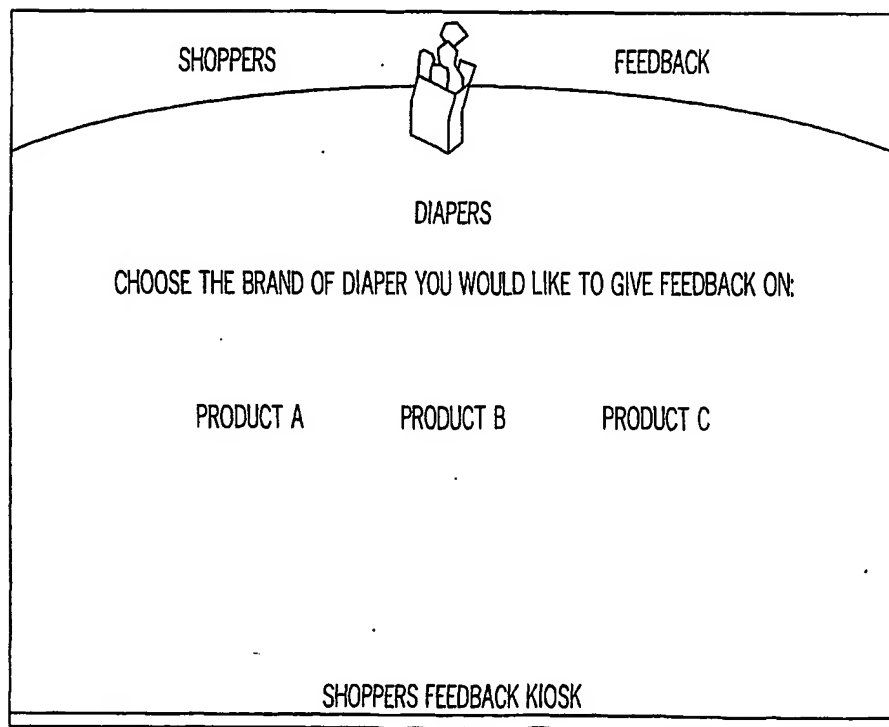 SHOPPERS FEEDBACK
DIAPERS
CHOOSE THE BRAND OF DIAPER YOU WOULD LIKE TO GIVE FEEDBACK ON:
PRODUCT A PRODUCT B PRODUCT C
SHOPPERS FEEDBACK KIOSK